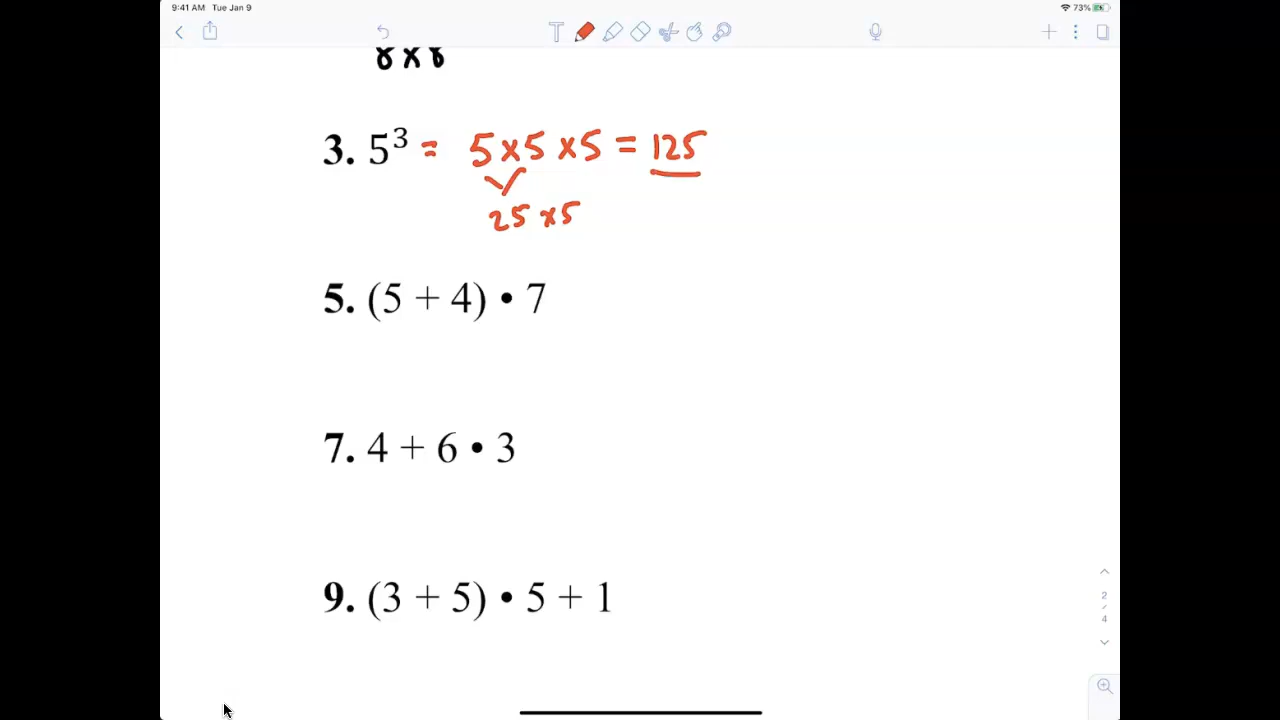 9:41 AM Tue Jan 9
73%
T
8 x 8
3. 5³ = 5 x 5 x 5 = 125
25 x 5
5. (5 + 4) • 7
7. 4 + 6 • 3
9. (3 + 5) • 5 + 1
2
/
4